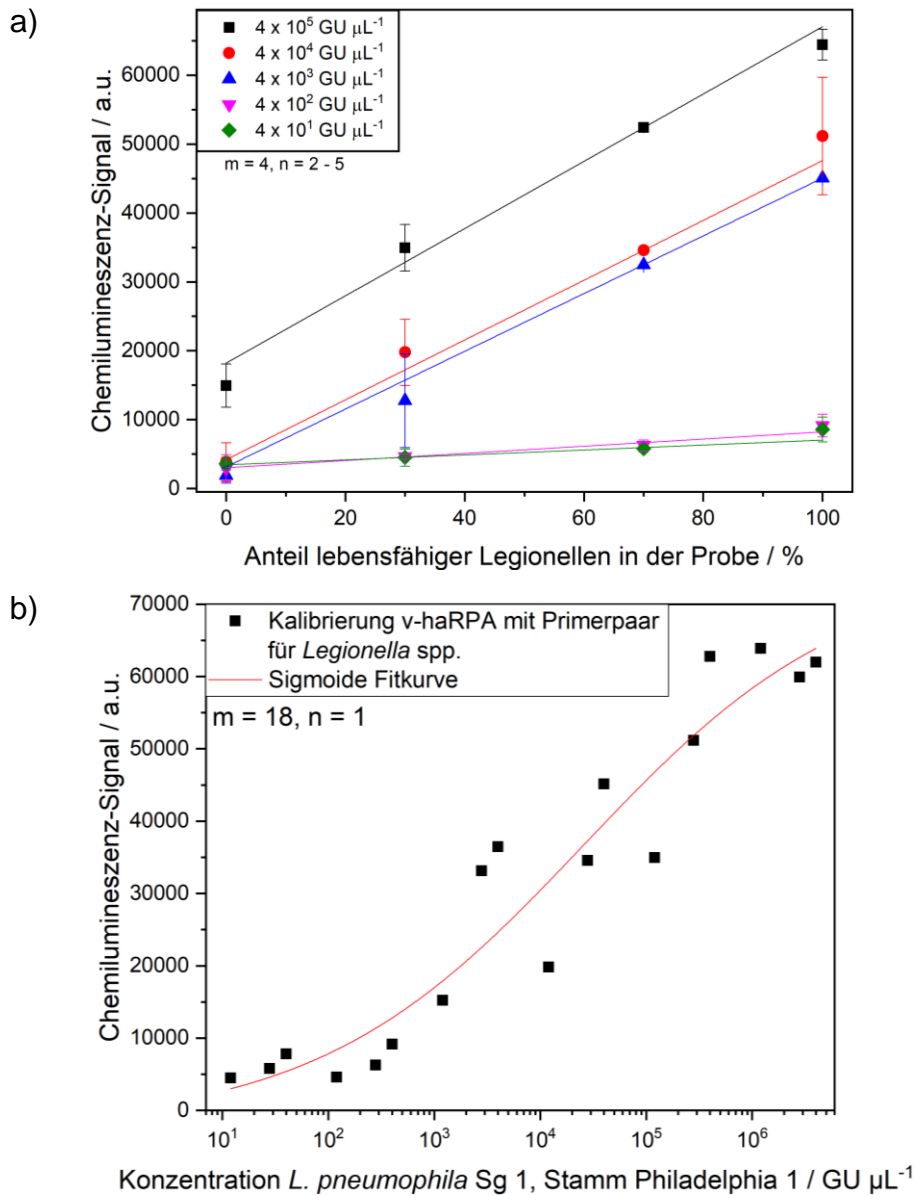 a)
4 x 10⁵ GU µL⁻¹
4 x 10⁴ GU µL⁻¹
4 x 10³ GU µL⁻¹
4 x 10² GU µL⁻¹
4 x 10¹ GU µL⁻¹
m = 4, n = 2 - 5
Chemilumineszenz-Signal / a.u.
60000
50000
40000
30000
20000
10000
0
0 20 40 60 80 100
Anteil lebensfähiger Legionellen in der Probe / %
b)
Kalibrierung v-haRPA mit Primerpaar
für Legionella spp.
Sigmoide Fitkurve
m = 18, n = 1
Chemilumineszenz-Signal / a.u.
70000
60000
50000
40000
30000
20000
10000
0
10¹ 10² 10³ 10⁴ 10⁵ 10⁶
Konzentration L. pneumophila Sg 1, Stamm Philadelphia 1 / GU µL⁻¹